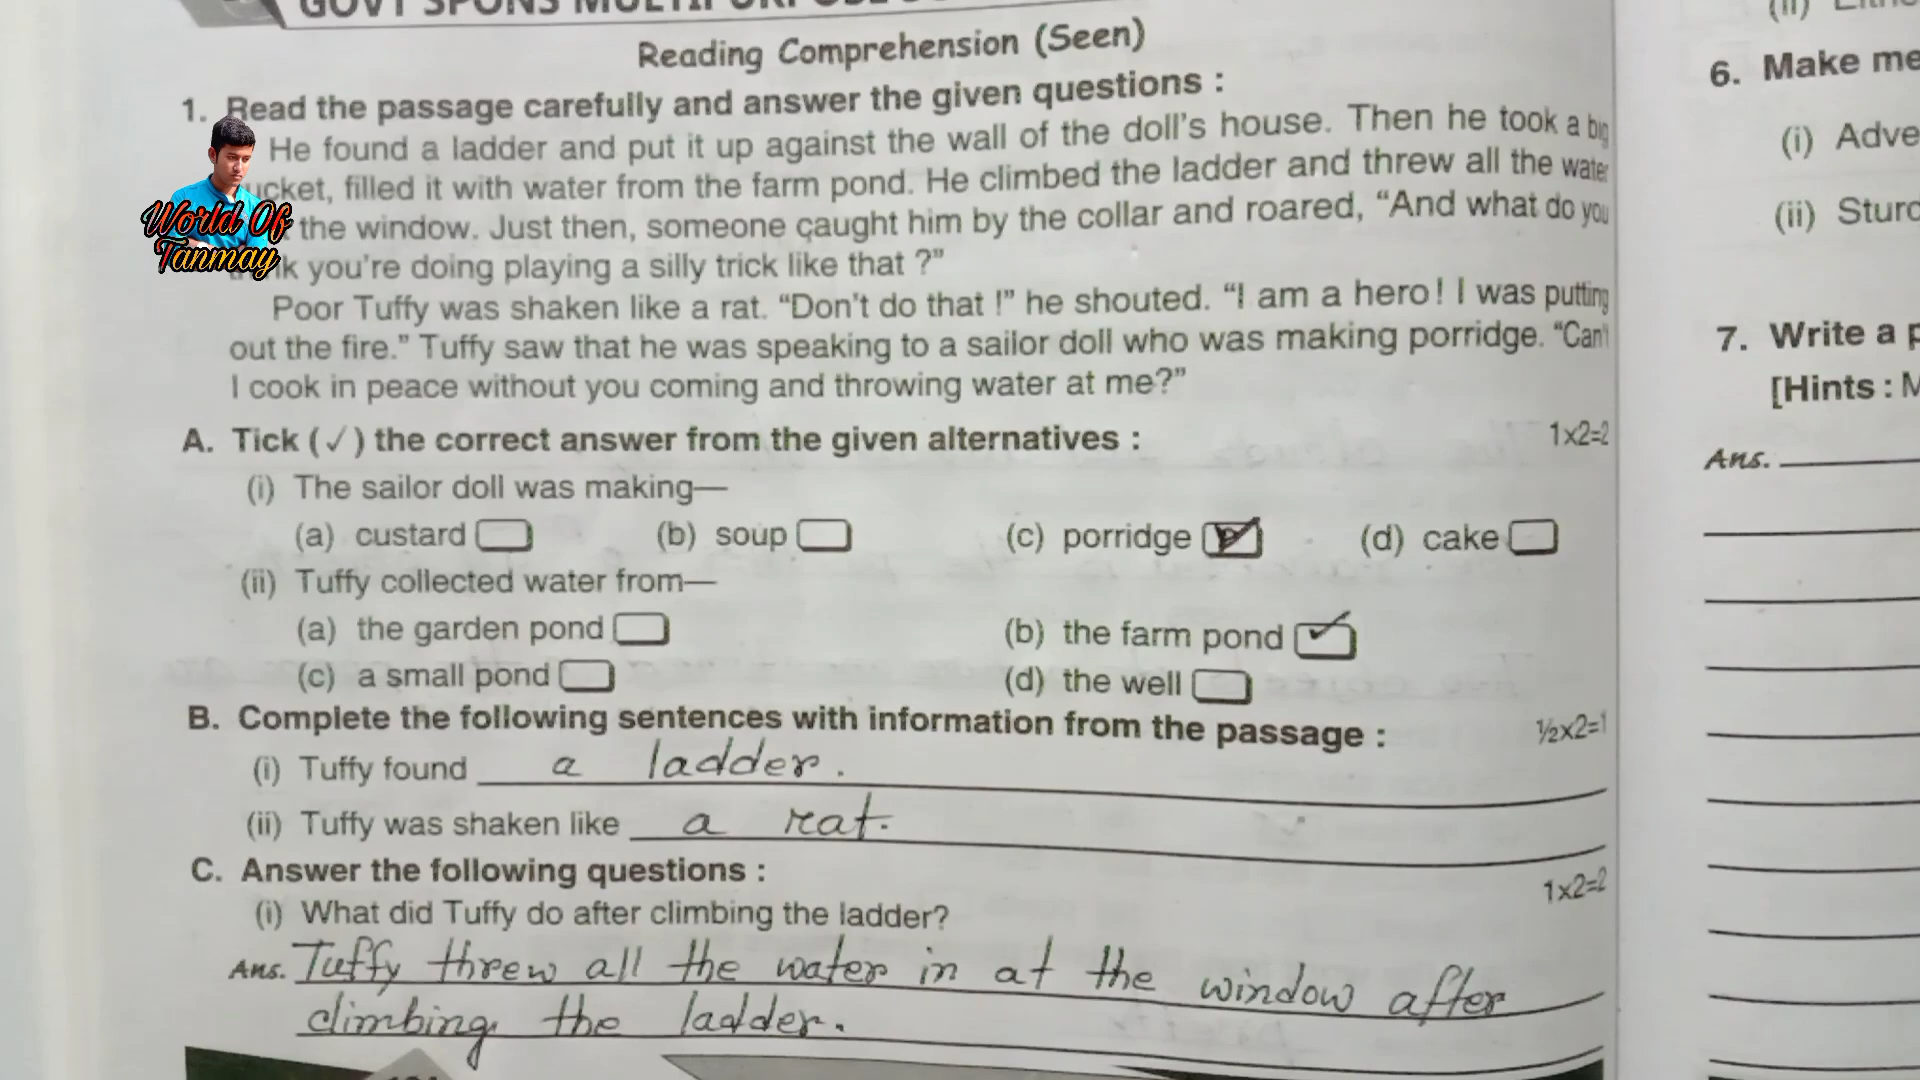 Reading Comprehension (Seen)
1. Read the passage carefully and answer the given questions :
He found a ladder and put it up against the wall of the doll's house. Then he took a big
ucket, filled it with water from the farm pond. He climbed the ladder and threw all the water
the window. Just then, someone caught him by the collar and roared, “And what do you
k you're doing playing a silly trick like that ?”
Poor Tuffy was shaken like a rat. “Don't do that !” he shouted. “I am a hero! I was putting
out the fire.” Tuffy saw that he was speaking to a sailor doll who was making porridge. “Can't
I cook in peace without you coming and throwing water at me?”
World Of
Tanmay
A. Tick (✓) the correct answer from the given alternatives : 1x2=2
(i) The sailor doll was making—
(a) custard (b) soup (c) porridge ✓ (d) cake
(ii) Tuffy collected water from—
(a) the garden pond (b) the farm pond ✓
(c) a small pond (d) the well
B. Complete the following sentences with information from the passage : ½x2=1
(i) Tuffy found a ladder.
(ii) Tuffy was shaken like a rat.
C. Answer the following questions : 1x2=2
(i) What did Tuffy do after climbing the ladder?
Ans. Tuffy threw all the water in at the window after
climbing the ladder.
6. Make me
(i) Adve
(ii) Sturd
7. Write a p
[Hints : M
Ans.